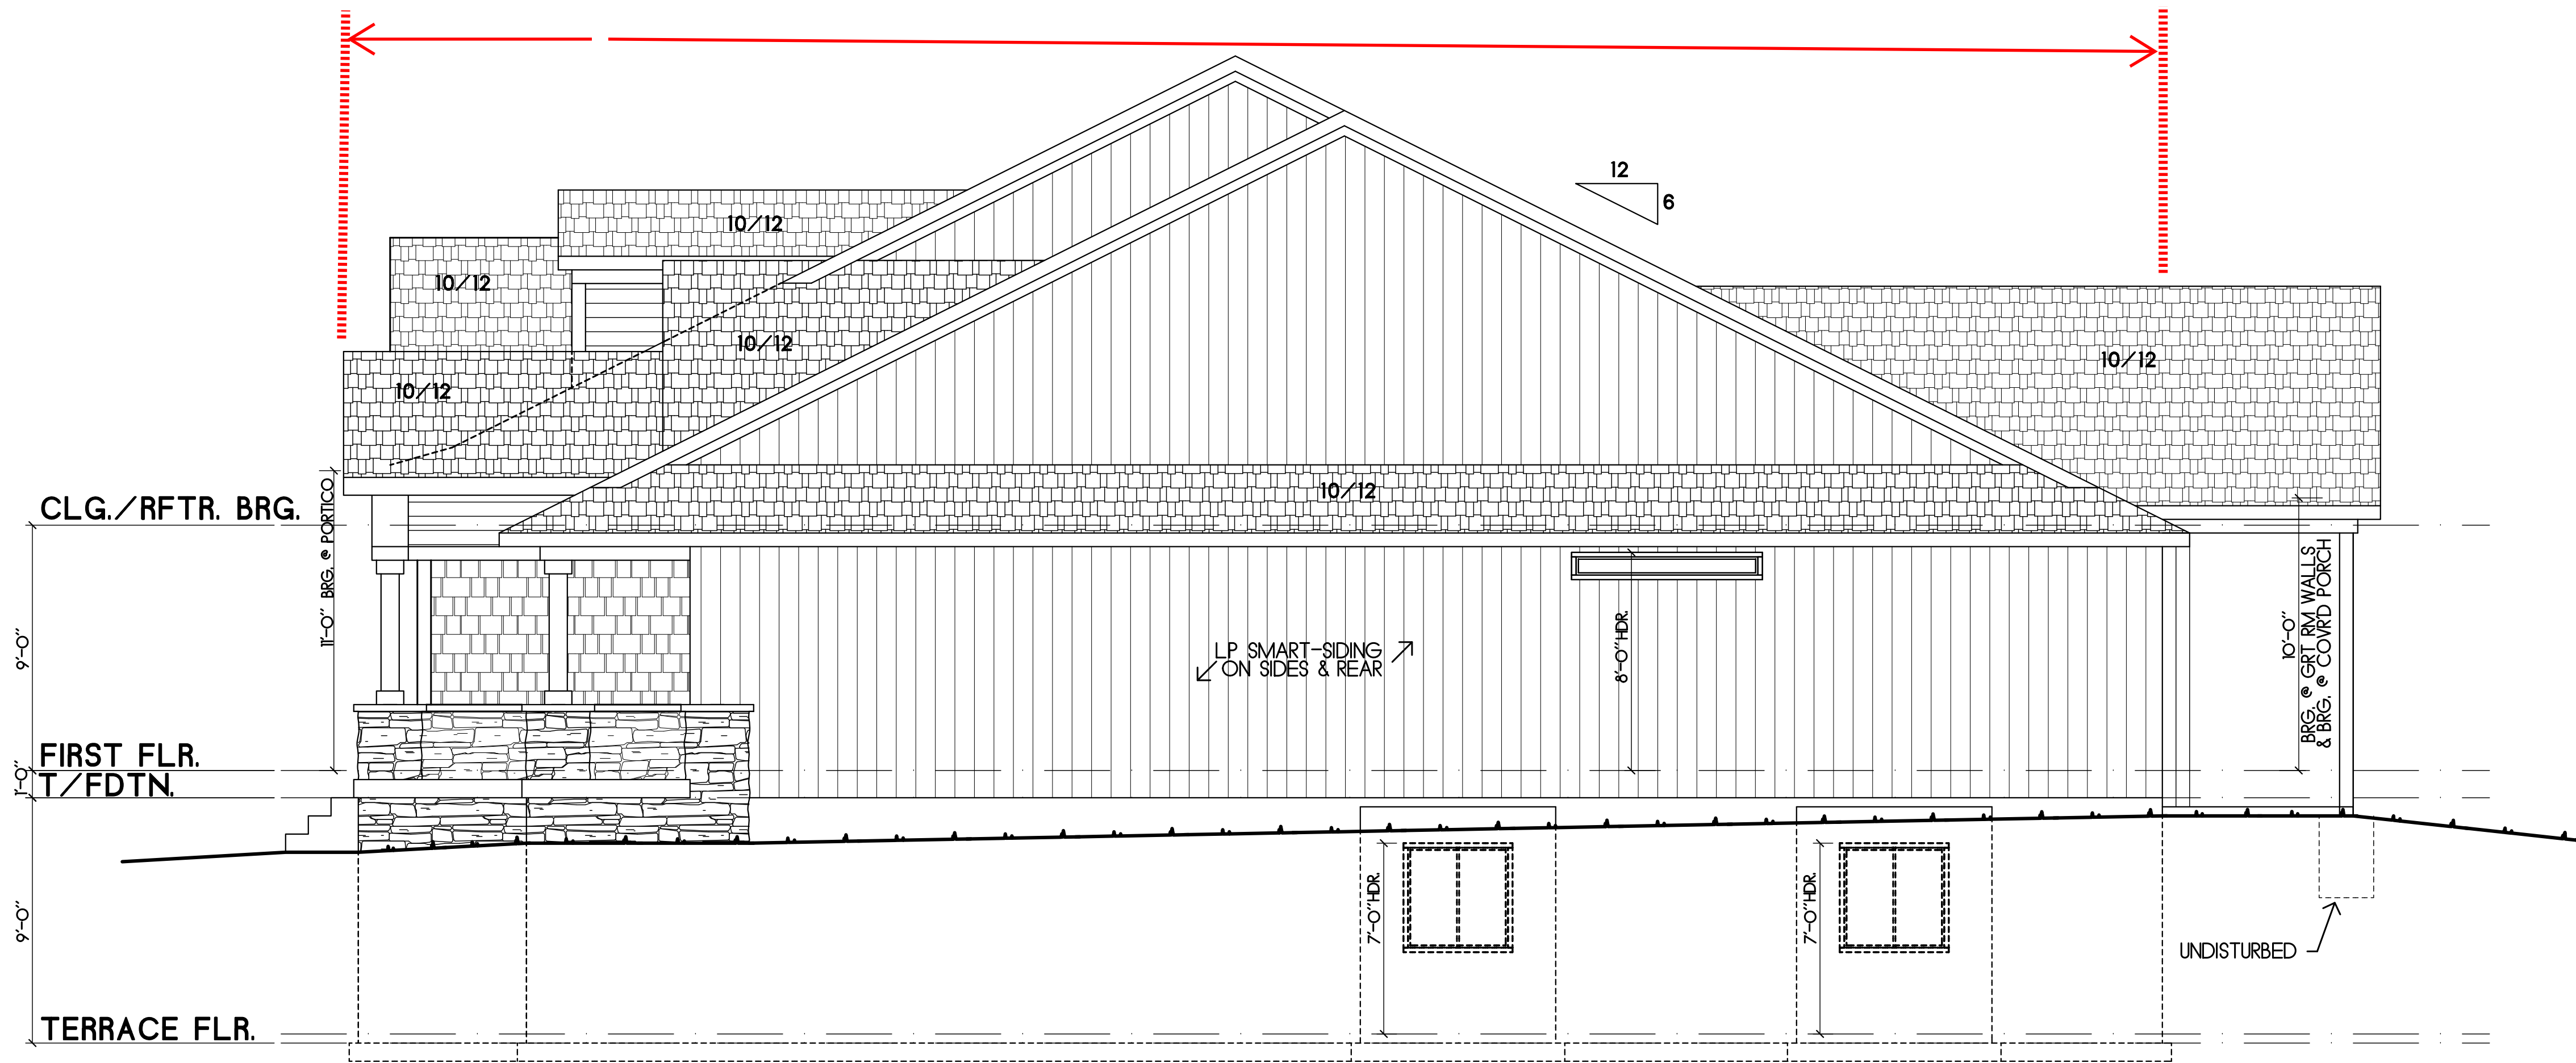 12
6
10/12
10/12
10/12
10/12
10/12
10/12
CLG./RFTR. BRG.
11'-0" BRG. @ PORTICO
9'-0"
LP SMART-SIDING
ON SIDES & REAR
8'-0" HDR.
10'-0"
BRG. @ GRT RM WALLS
& BRG. @ COVR'D PORCH
FIRST FLR.
1'-0"
T/FDTN.
9'-0"
7'-0" HDR.
7'-0" HDR.
UNDISTURBED
TERRACE FLR.